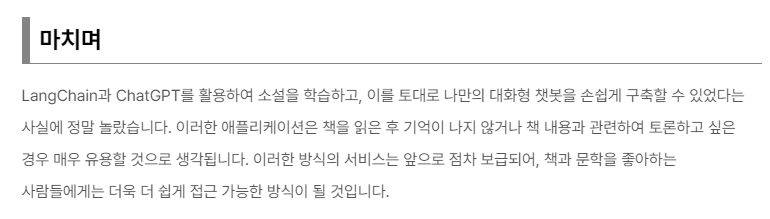 마치며
LangChain과 ChatGPT를 활용하여 소설을 학습하고, 이를 토대로 나만의 대화형 챗봇을 손쉽게 구축할 수 있었다는
사실에 정말 놀랐습니다. 이러한 애플리케이션은 책을 읽은 후 기억이 나지 않거나 책 내용과 관련하여 토론하고 싶은
경우 매우 유용할 것으로 생각됩니다. 이러한 방식의 서비스는 앞으로 점차 보급되어, 책과 문학을 좋아하는
사람들에게는 더욱 더 쉽게 접근 가능한 방식이 될 것입니다.